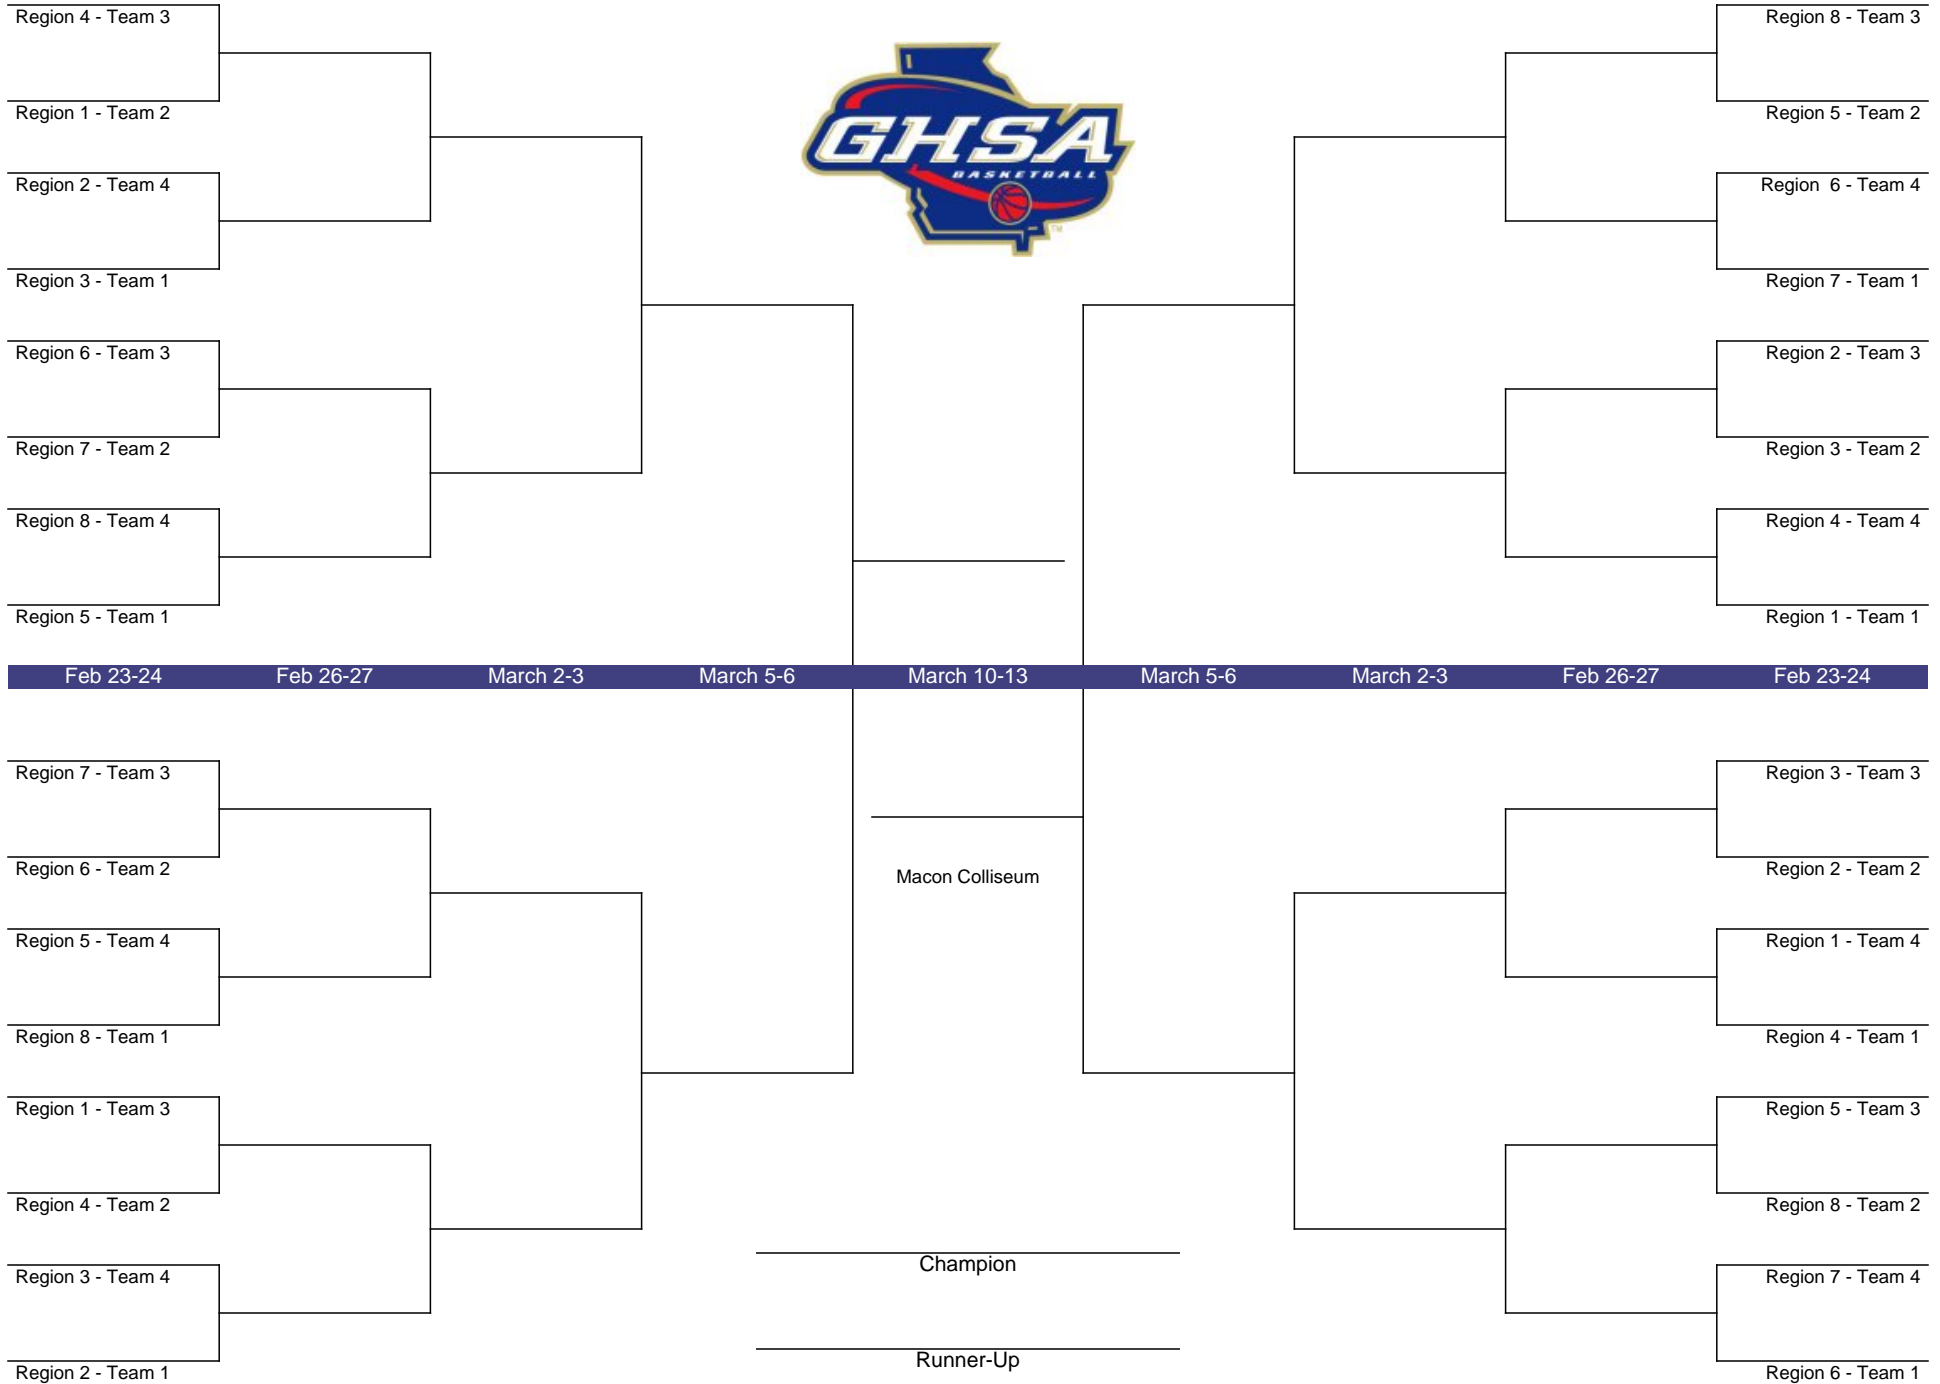 Region 4 - Team 3
Region 8 - Team 3
GHSA
Region 1 - Team 2
Region 5 - Team 2
BASKETBALL
Region 2 - Team 4
Region  6 - Team 4
TM
Region 3 - Team 1
Region 7 - Team 1
Region 6 - Team 3
Region 2 - Team 3
Region 7 - Team 2
Region 3 - Team 2
Region 8 - Team 4
Region 4 - Team 4
Region 5 - Team 1
Region 1 - Team 1
Feb 23-24 Feb 26-27 March 2-3 March 5-6 March 10-13 March 5-6 March 2-3 Feb 26-27 Feb 23-24
Region 7 - Team 3
Region 3 - Team 3
Region 6 - Team 2
Macon Colliseum
Region 2 - Team 2
Region 5 - Team 4
Region 1 - Team 4
Region 8 - Team 1
Region 4 - Team 1
Region 1 - Team 3
Region 5 - Team 3
Region 4 - Team 2
Region 8 - Team 2
Champion
Region 3 - Team 4
Region 7 - Team 4
Runner-Up
Region 2 - Team 1
Region 6 - Team 1